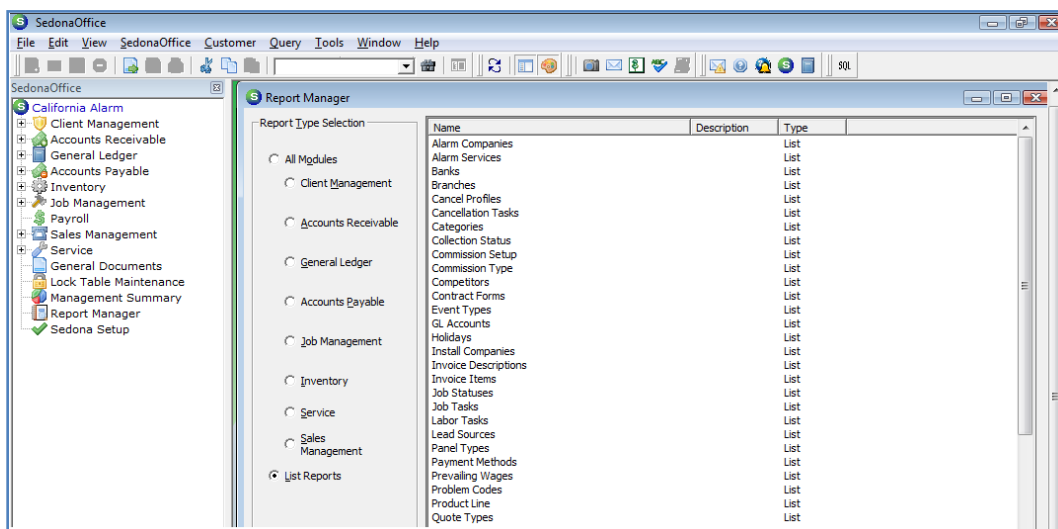 SedonaOffice
File Edit View SedonaOffice Customer Query Tools Window Help
SQL
SedonaOffice
California Alarm
Client Management
Accounts Receivable
General Ledger
Accounts Payable
Inventory
Job Management
Payroll
Sales Management
Service
General Documents
Lock Table Maintenance
Management Summary
Report Manager
Sedona Setup
Report Manager
Report Type Selection
All Modules
Client Management
Accounts Receivable
General Ledger
Accounts Payable
Job Management
Inventory
Service
Sales
Management
List Reports
Name Description Type
Alarm Companies List
Alarm Services List
Banks List
Branches List
Cancel Profiles List
Cancellation Tasks List
Categories List
Collection Status List
Commission Setup List
Commission Type List
Competitors List
Contract Forms List
Event Types List
GL Accounts List
Holidays List
Install Companies List
Invoice Descriptions List
Invoice Items List
Job Statuses List
Job Tasks List
Labor Tasks List
Lead Sources List
Panel Types List
Payment Methods List
Prevailing Wages List
Problem Codes List
Product Line List
Quote Types List